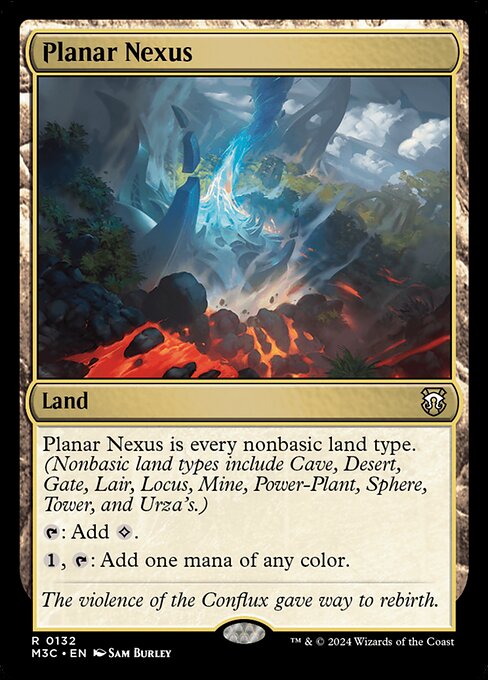 Planar Nexus
Land
Planar Nexus is every nonbasic land type.
(Nonbasic land types include Cave, Desert,
Gate, Lair, Locus, Mine, Power-Plant, Sphere,
Tower, and Urza's.)
: Add .
1, : Add one mana of any color.
The violence of the Conflux gave way to rebirth.
R 0132
M3C • EN SAM BURLEY
™ & © 2024 Wizards of the Coast